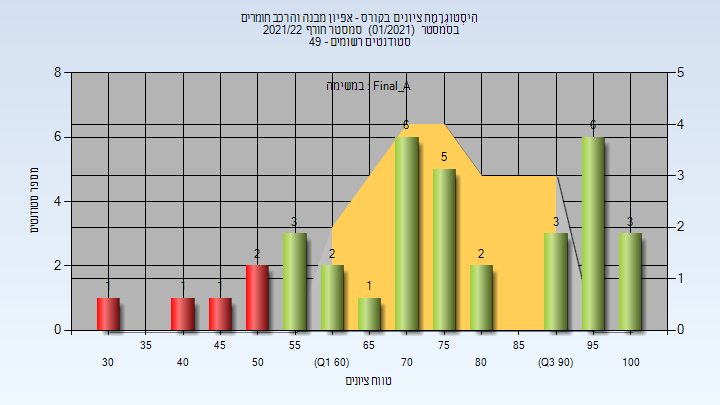 היסטוגרמת ציונים בקורס - אפיון מבנה והרכב חומרים
בסמסטר (01/2021) סמסטר חורף 2021/22
סטודנטים רשומים - 49
במשימה : Final_A
8 6 4 2 0
5 4 3 2 1 0
מספר סטודנטים
1 1 1 2 3 2 1 6 5 2 3 6 3
35 45 55 65 75 85 95
30 40 50 (Q1 60) 70 80 (Q3 90) 100
טווח ציונים